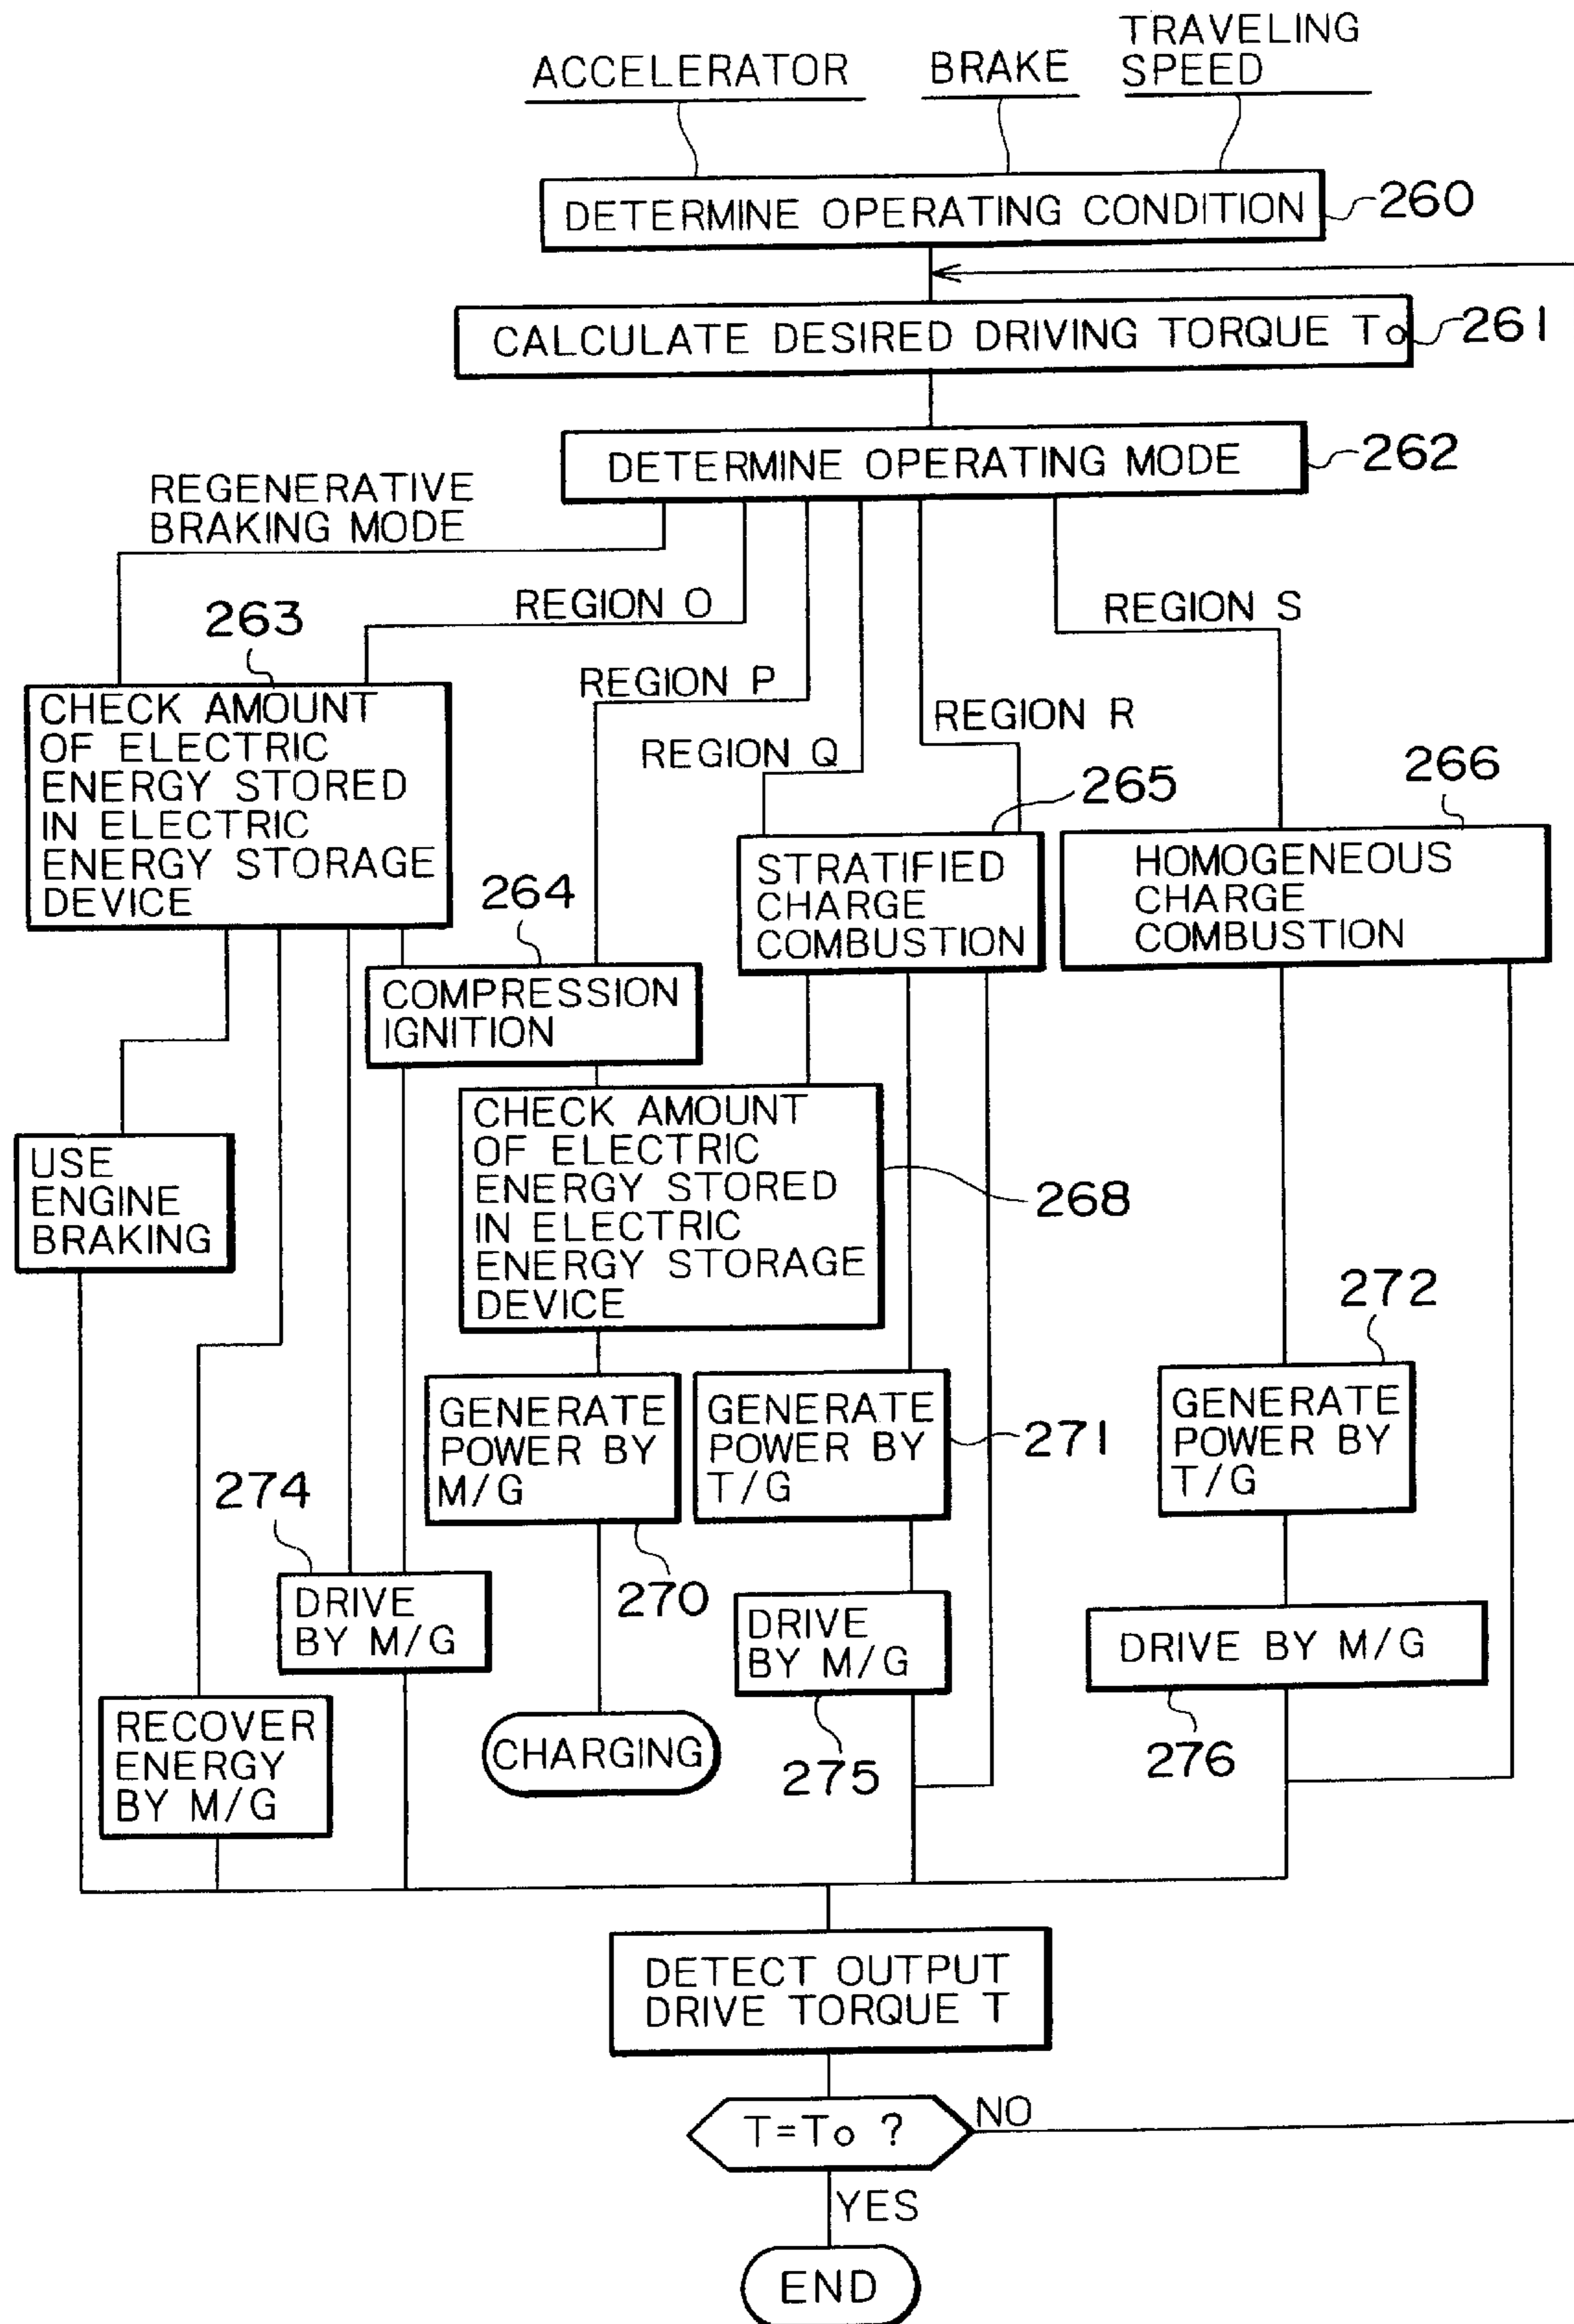 ACCELERATOR
BRAKE
TRAVELING
SPEED
DETERMINE OPERATING CONDITION
260
CALCULATE DESIRED DRIVING TORQUE To
261
DETERMINE OPERATING MODE
262
REGENERATIVE
BRAKING MODE
REGION O
REGION S
263
REGION P
REGION R
REGION Q
CHECK AMOUNT
OF ELECTRIC
ENERGY STORED
IN ELECTRIC
ENERGY STORAGE
DEVICE
265
266
264
STRATIFIED
CHARGE
COMBUSTION
HOMOGENEOUS
CHARGE
COMBUSTION
COMPRESSION
IGNITION
USE
ENGINE
BRAKING
CHECK AMOUNT
OF ELECTRIC
ENERGY STORED
IN ELECTRIC
ENERGY STORAGE
DEVICE
268
272
GENERATE
POWER BY
M/G
GENERATE
POWER BY
T/G
271
GENERATE
POWER BY
T/G
274
270
DRIVE
BY M/G
DRIVE
BY M/G
DRIVE BY M/G
RECOVER
ENERGY
BY M/G
CHARGING
275
276
DETECT OUTPUT
DRIVE TORQUE T
T=To ?
NO
YES
END